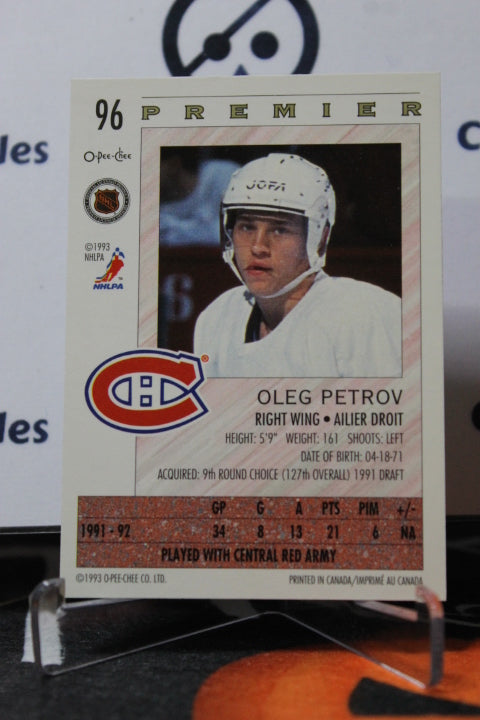 96 PREMIER
O-Pee-Chee
©1993
NHLPA
NHLPA
JOFA
6
OLEG PETROV
RIGHT WING • AILIER DROIT
HEIGHT: 5'9" WEIGHT: 161 SHOOTS: LEFT
DATE OF BIRTH: 04-18-71
ACQUIRED: 9th ROUND CHOICE (127th OVERALL) 1991 DRAFT
GP G A PTS PIM +/-
1991-92 34 8 13 21 6 NA
PLAYED WITH CENTRAL RED ARMY
©1993 O-PEE-CHEE CO. LTD. PRINTED IN CANADA/IMPRIMÉ AU CANADA